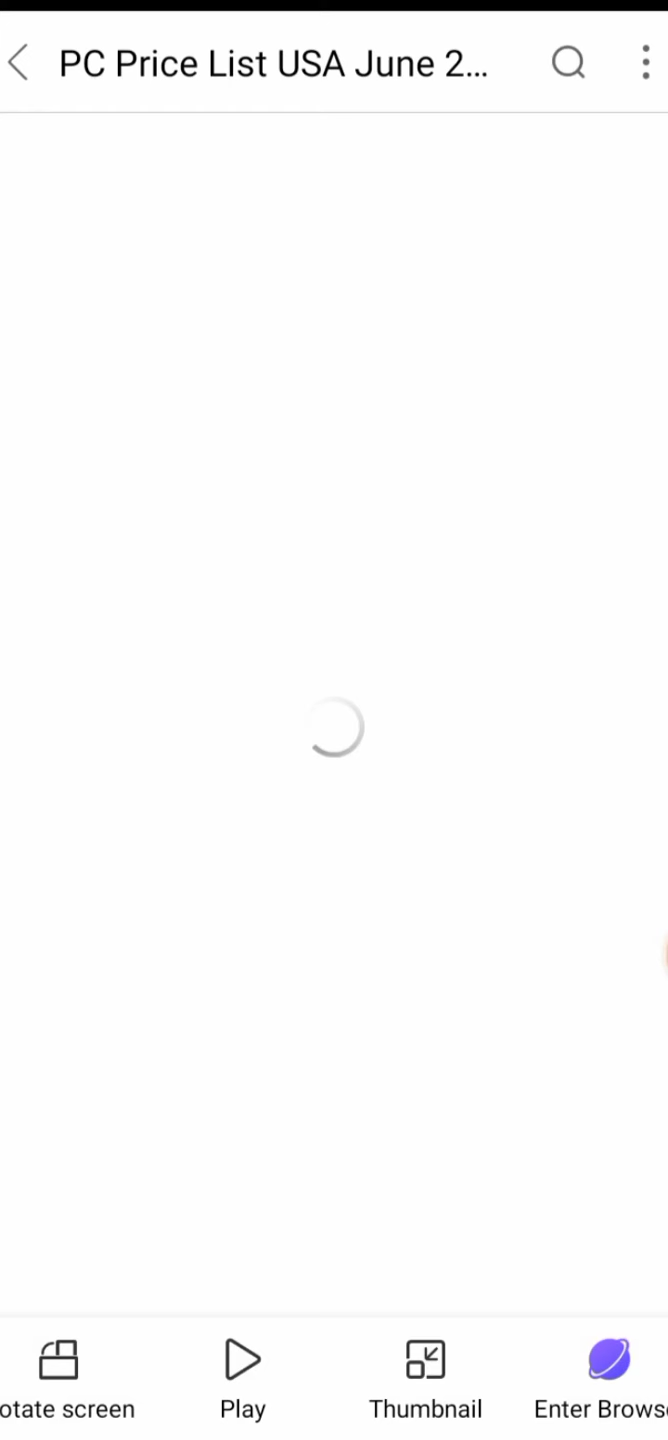 PC Price List USA June 2...
otate screen
Play
Thumbnail
Enter Brows